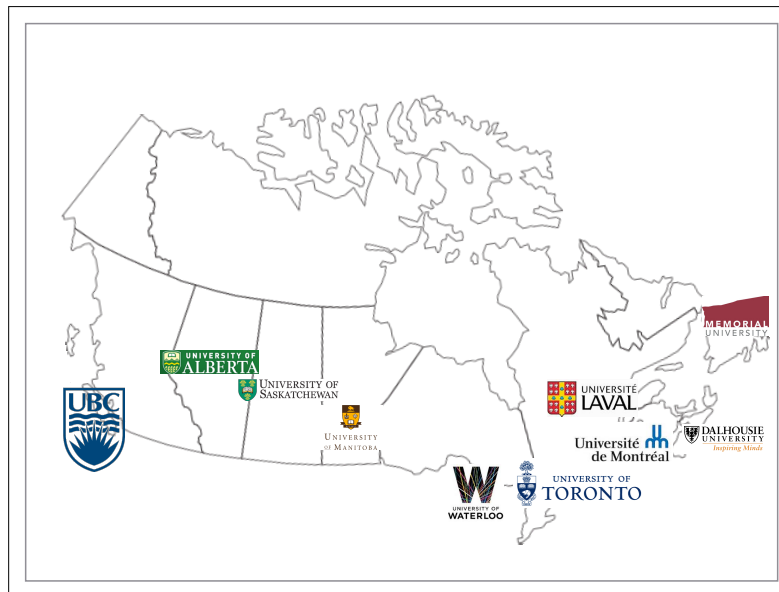 MEMORIAL
UNIVERSITY
UNIVERSITY OF
ALBERTA
UNIVERSITY OF
SASKATCHEWAN
UBC
UNIVERSITÉ
LAVAL
UNIVERSITY
OF MANITOBA
DALHOUSIE
UNIVERSITY
Inspiring Minds
Université
de Montréal
UNIVERSITY OF
WATERLOO
UNIVERSITY OF
TORONTO